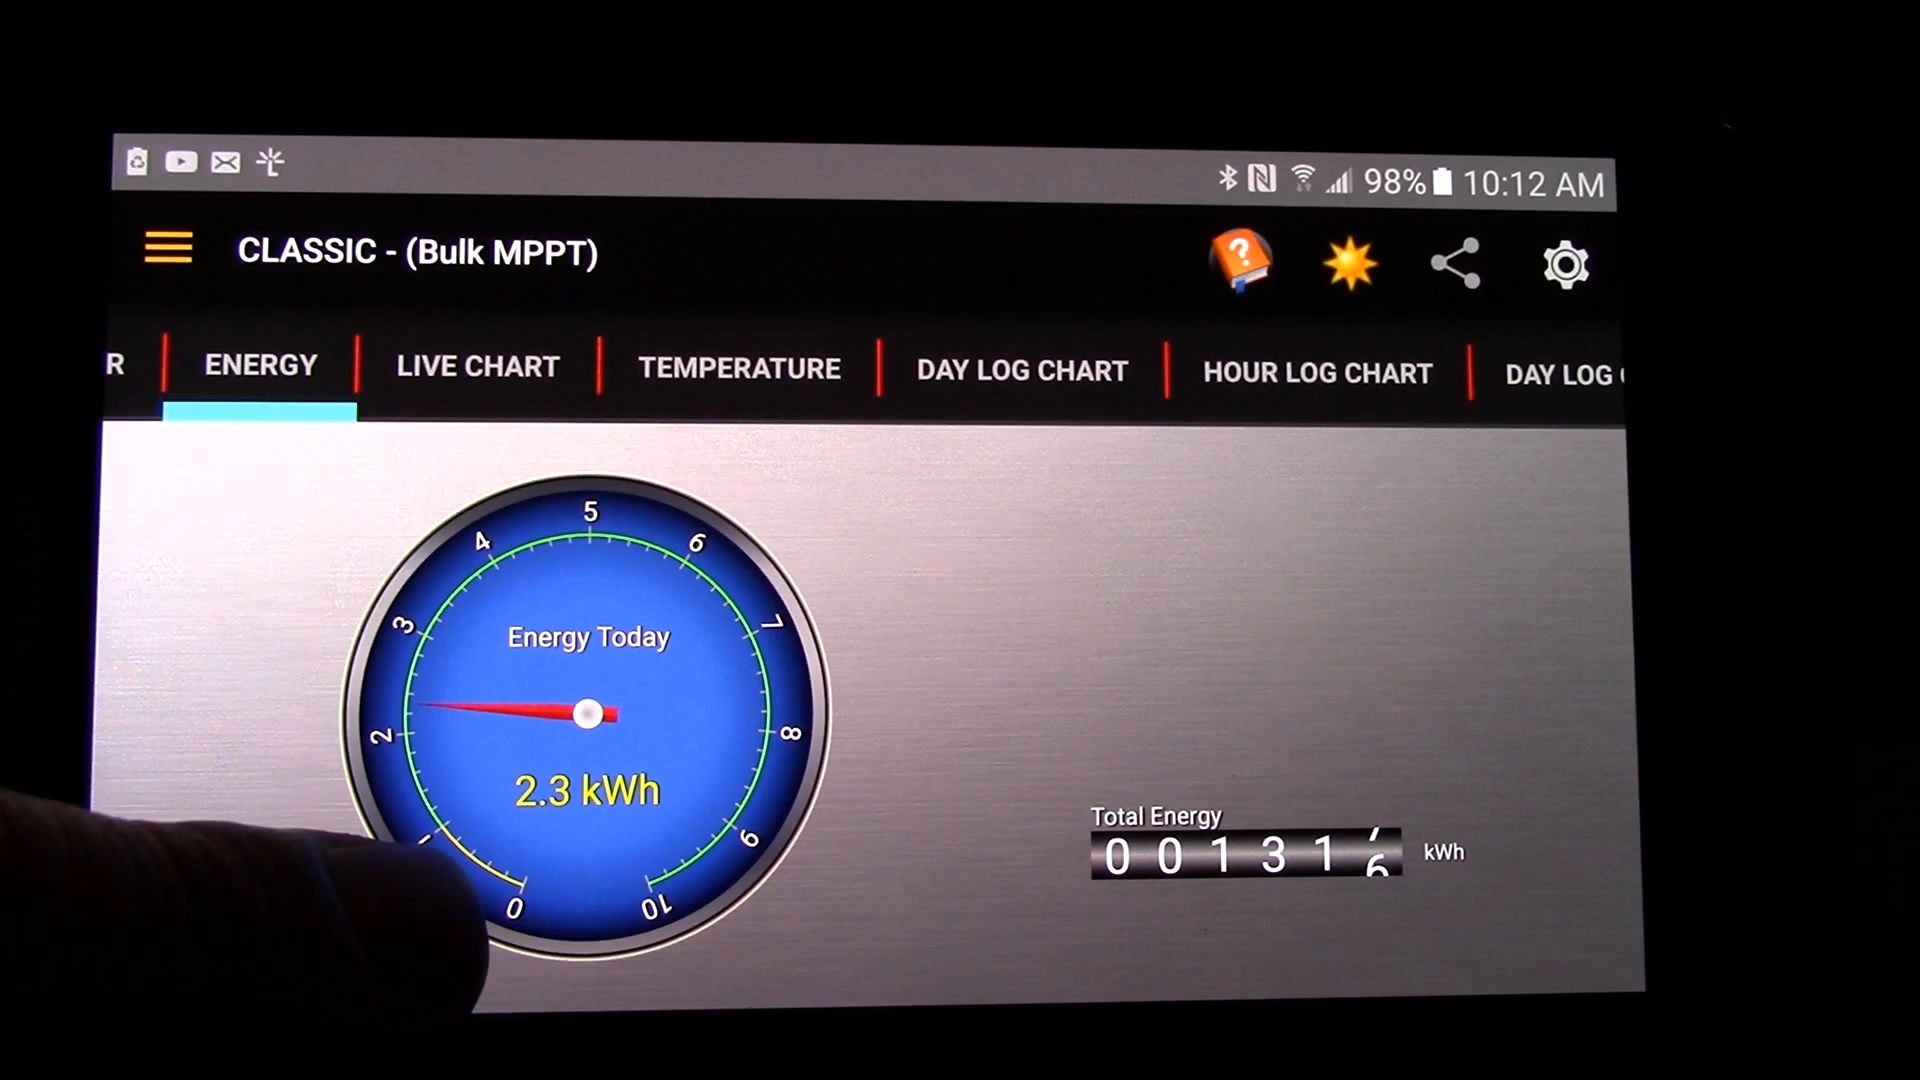 98% 10:12 AM
CLASSIC - (Bulk MPPT)
R ENERGY LIVE CHART TEMPERATURE DAY LOG CHART HOUR LOG CHART DAY LOG
0 1 2 3 4 5 6 7 8 9 10
Energy Today
2.3 kWh
Total Energy
0 0 1 3 1 6 kWh